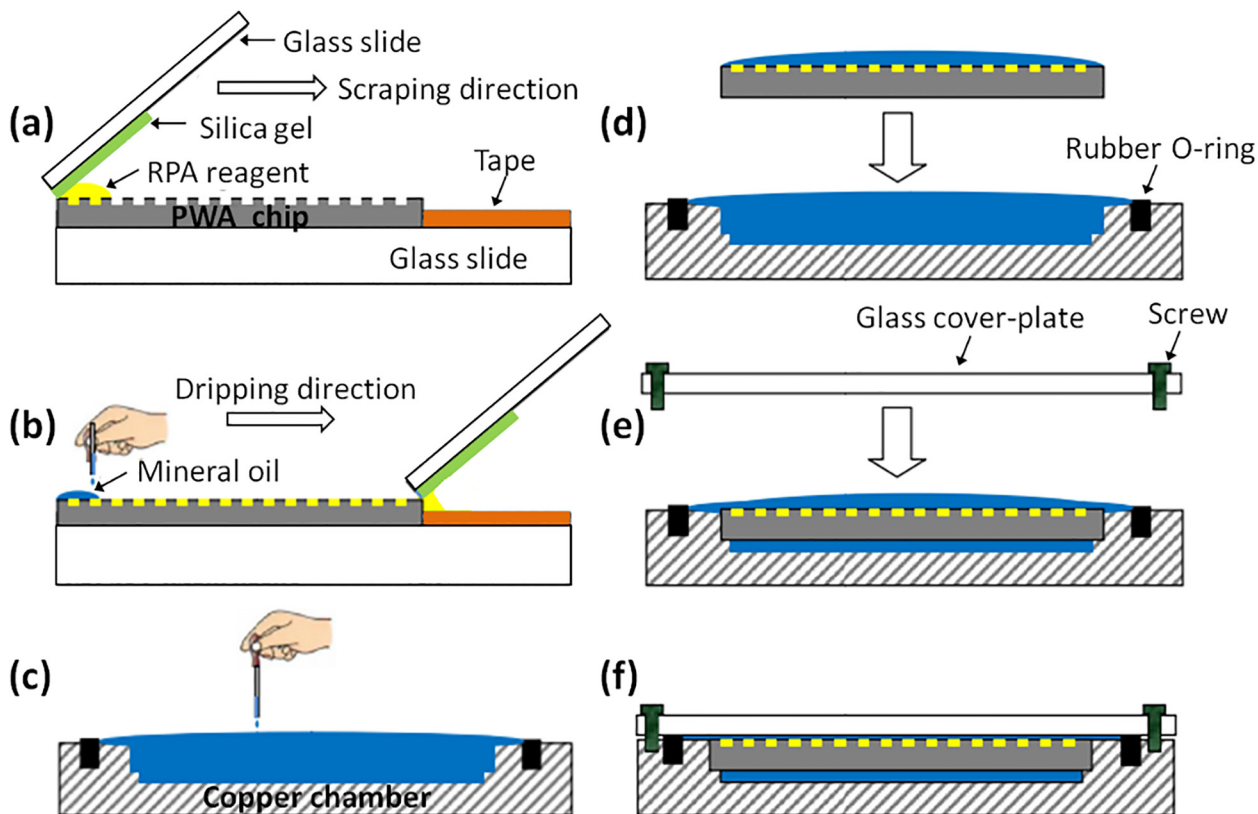 (a)
Glass slide
Scraping direction
Silica gel
RPA reagent
Tape
PWA chip
Glass slide
(b)
Dripping direction
Mineral oil
(c)
Copper chamber
(d)
Rubber O-ring
Glass cover-plate
Screw
(e)
(f)